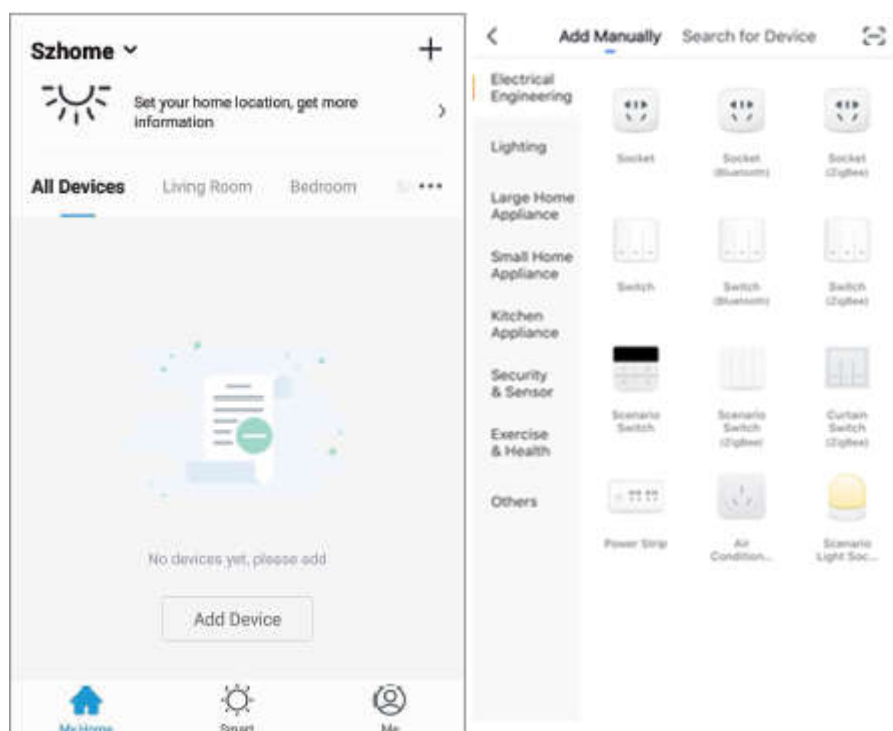 Szhome
Set your home location, get more
information
All Devices
Living Room
Bedroom
No devices yet, please add
Add Device
My Home
Smart
Me
Add Manually
Search for Device
Electrical
Engineering
Lighting
Large Home
Appliance
Small Home
Appliance
Kitchen
Appliance
Security
& Sensor
Exercise
& Health
Others
Socket
Socket
(Bluetooth)
Socket
(ZigBee)
Switch
Switch
(Bluetooth)
Switch
(ZigBee)
Scenario
Switch
Scenario
Switch
(ZigBee)
Curtain
Switch
(ZigBee)
Power Strip
Air
Condition...
Scenario
Light Soc...